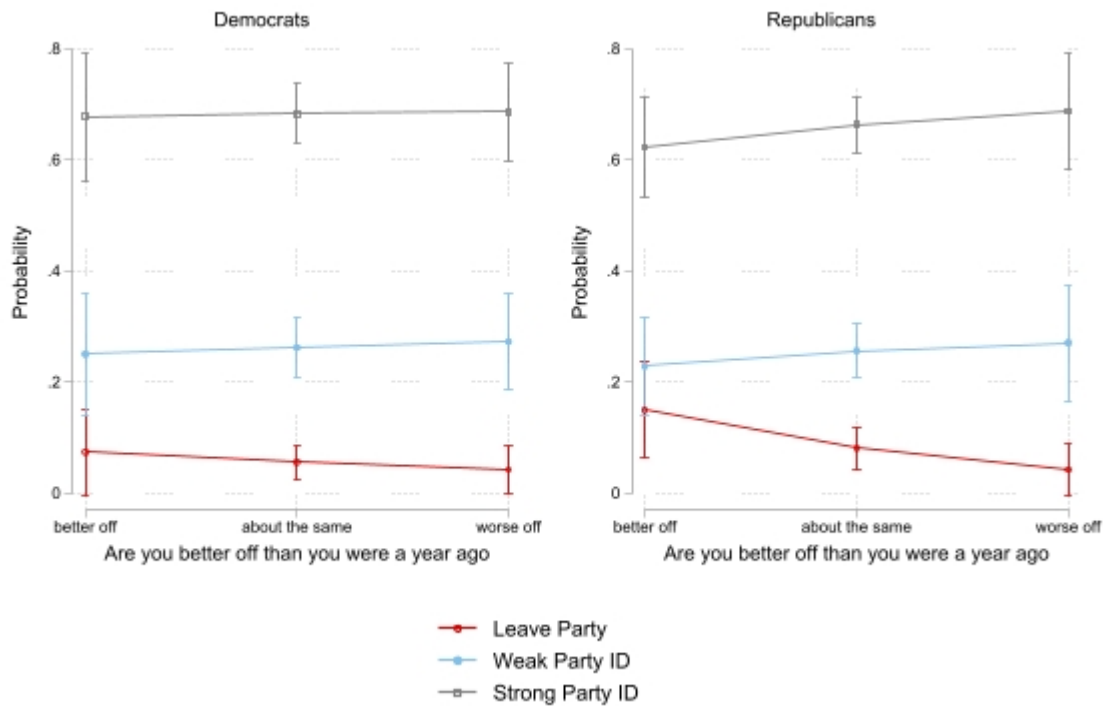 Democrats
Republicans
Probability
.8
.6
.4
.2
0
better off
about the same
worse off
Are you better off than you were a year ago
Probability
.8
.6
.4
.2
0
better off
about the same
worse off
Are you better off than you were a year ago
Leave Party
Weak Party ID
Strong Party ID